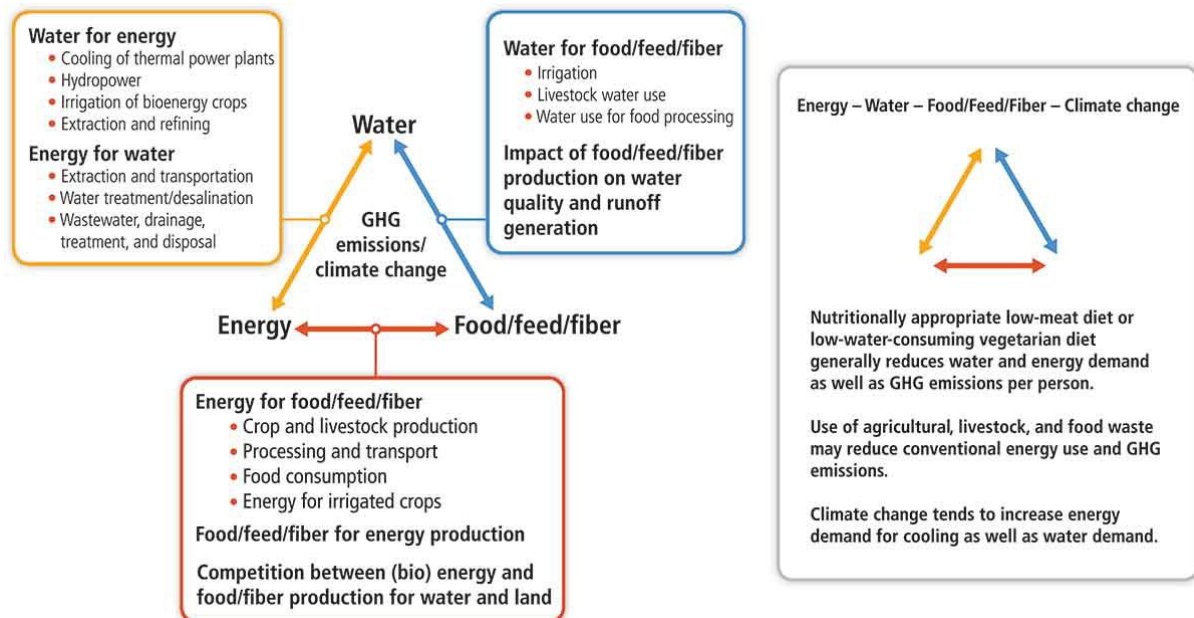 Water for energy
• Cooling of thermal power plants
• Hydropower
• Irrigation of bioenergy crops
• Extraction and refining
Energy for water
• Extraction and transportation
• Water treatment/desalination
• Wastewater, drainage,
treatment, and disposal
Water
GHG
emissions/
climate change
Energy
Food/feed/fiber
Water for food/feed/fiber
• Irrigation
• Livestock water use
• Water use for food processing
Impact of food/feed/fiber
production on water
quality and runoff
generation
Energy for food/feed/fiber
• Crop and livestock production
• Processing and transport
• Food consumption
• Energy for irrigated crops
Food/feed/fiber for energy production
Competition between (bio) energy and
food/fiber production for water and land
Energy – Water – Food/Feed/Fiber – Climate change
Nutritionally appropriate low-meat diet or
low-water-consuming vegetarian diet
generally reduces water and energy demand
as well as GHG emissions per person.
Use of agricultural, livestock, and food waste
may reduce conventional energy use and GHG
emissions.
Climate change tends to increase energy
demand for cooling as well as water demand.